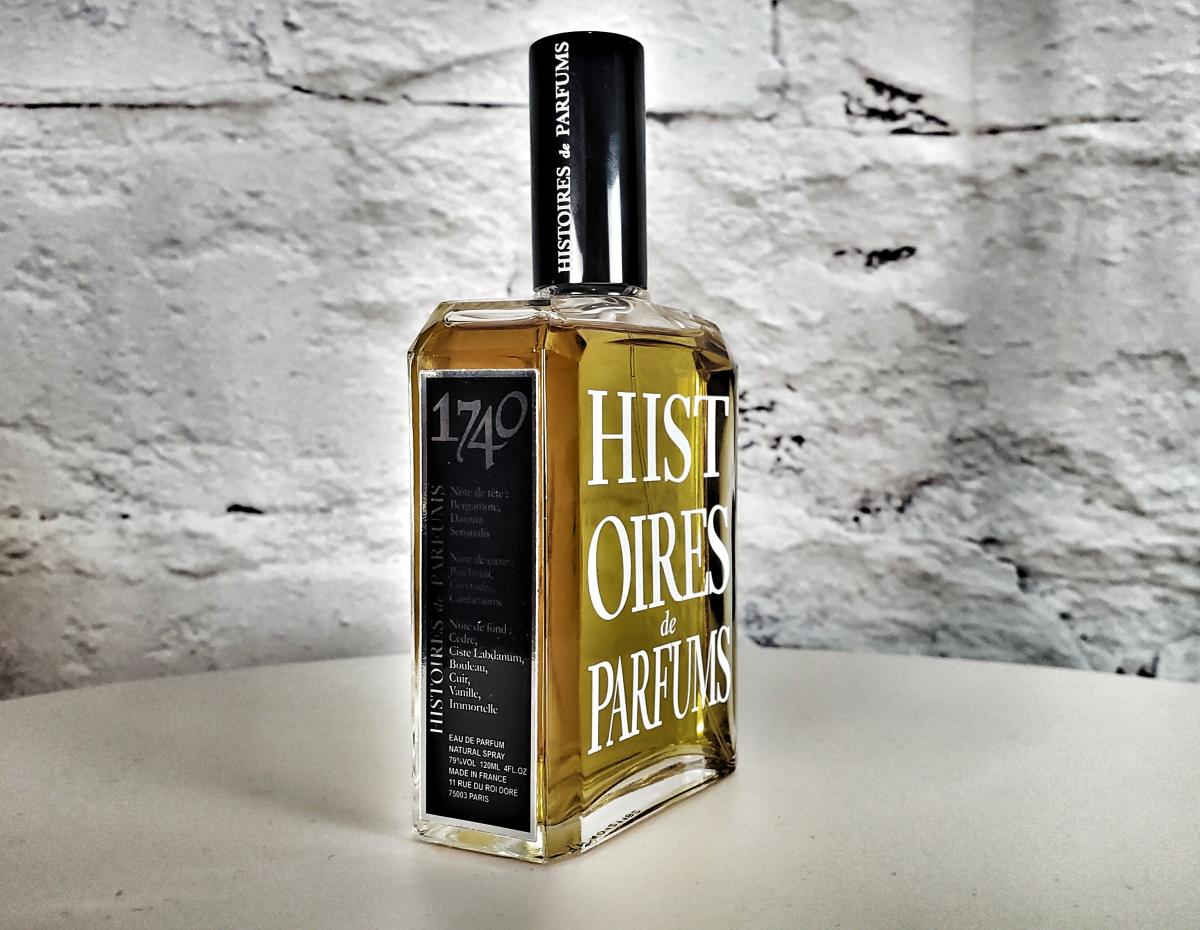 HISTOIRES de PARFUMS
1740
HISTOIRES de PARFUMS
Note de tête :
Bergamote,
Davana
Sensualis
Note de cœur :
Patchouli,
Coriandre,
Cardamome
Note de fond :
Cèdre,
Ciste Labdanum,
Bouleau,
Cuir,
Vanille,
Immortelle
EAU DE PARFUM
NATURAL SPRAY
79%VOL 120ML 4FL.OZ
MADE IN FRANCE
11 RUE DU ROI DORÉ
75003 PARIS
HIST
OIRES
de
PARFUMS